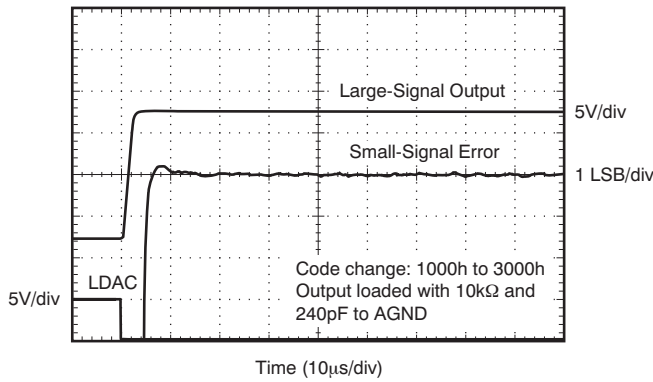 Large-Signal Output
5V/div
Small-Signal Error
1 LSB/div
LDAC
5V/div
Code change: 1000h to 3000h
Output loaded with 10kΩ and
240pF to AGND
Time (10μs/div)